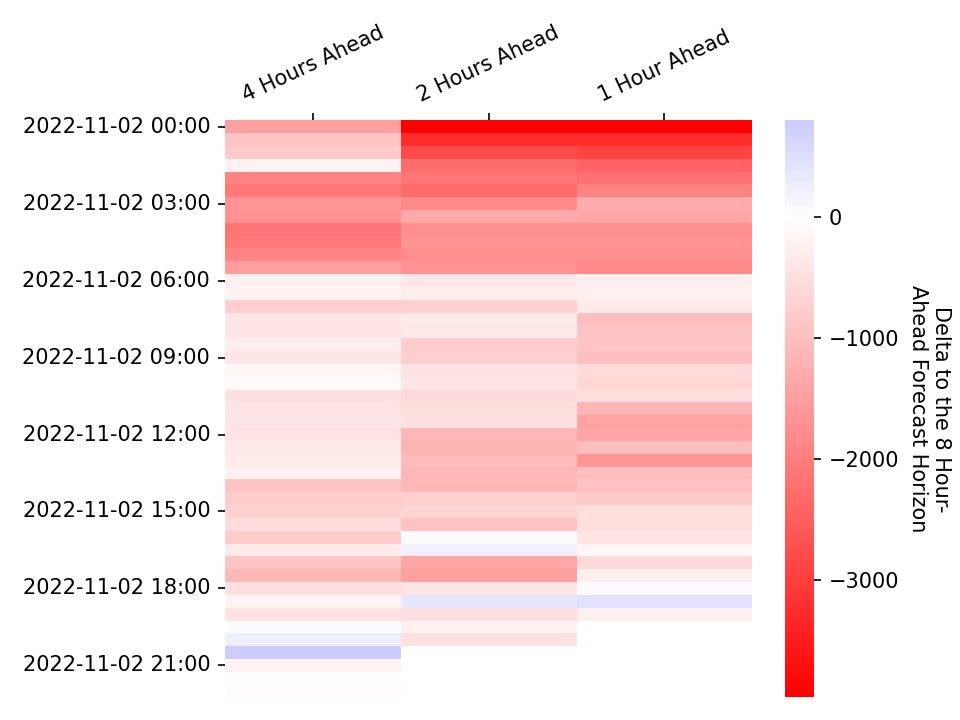 4 Hours Ahead
2 Hours Ahead
1 Hour Ahead
2022-11-02 00:00
2022-11-02 03:00
2022-11-02 06:00
2022-11-02 09:00
2022-11-02 12:00
2022-11-02 15:00
2022-11-02 18:00
2022-11-02 21:00
0
−1000
−2000
−3000
Delta to the 8 Hour-
Ahead Forecast Horizon